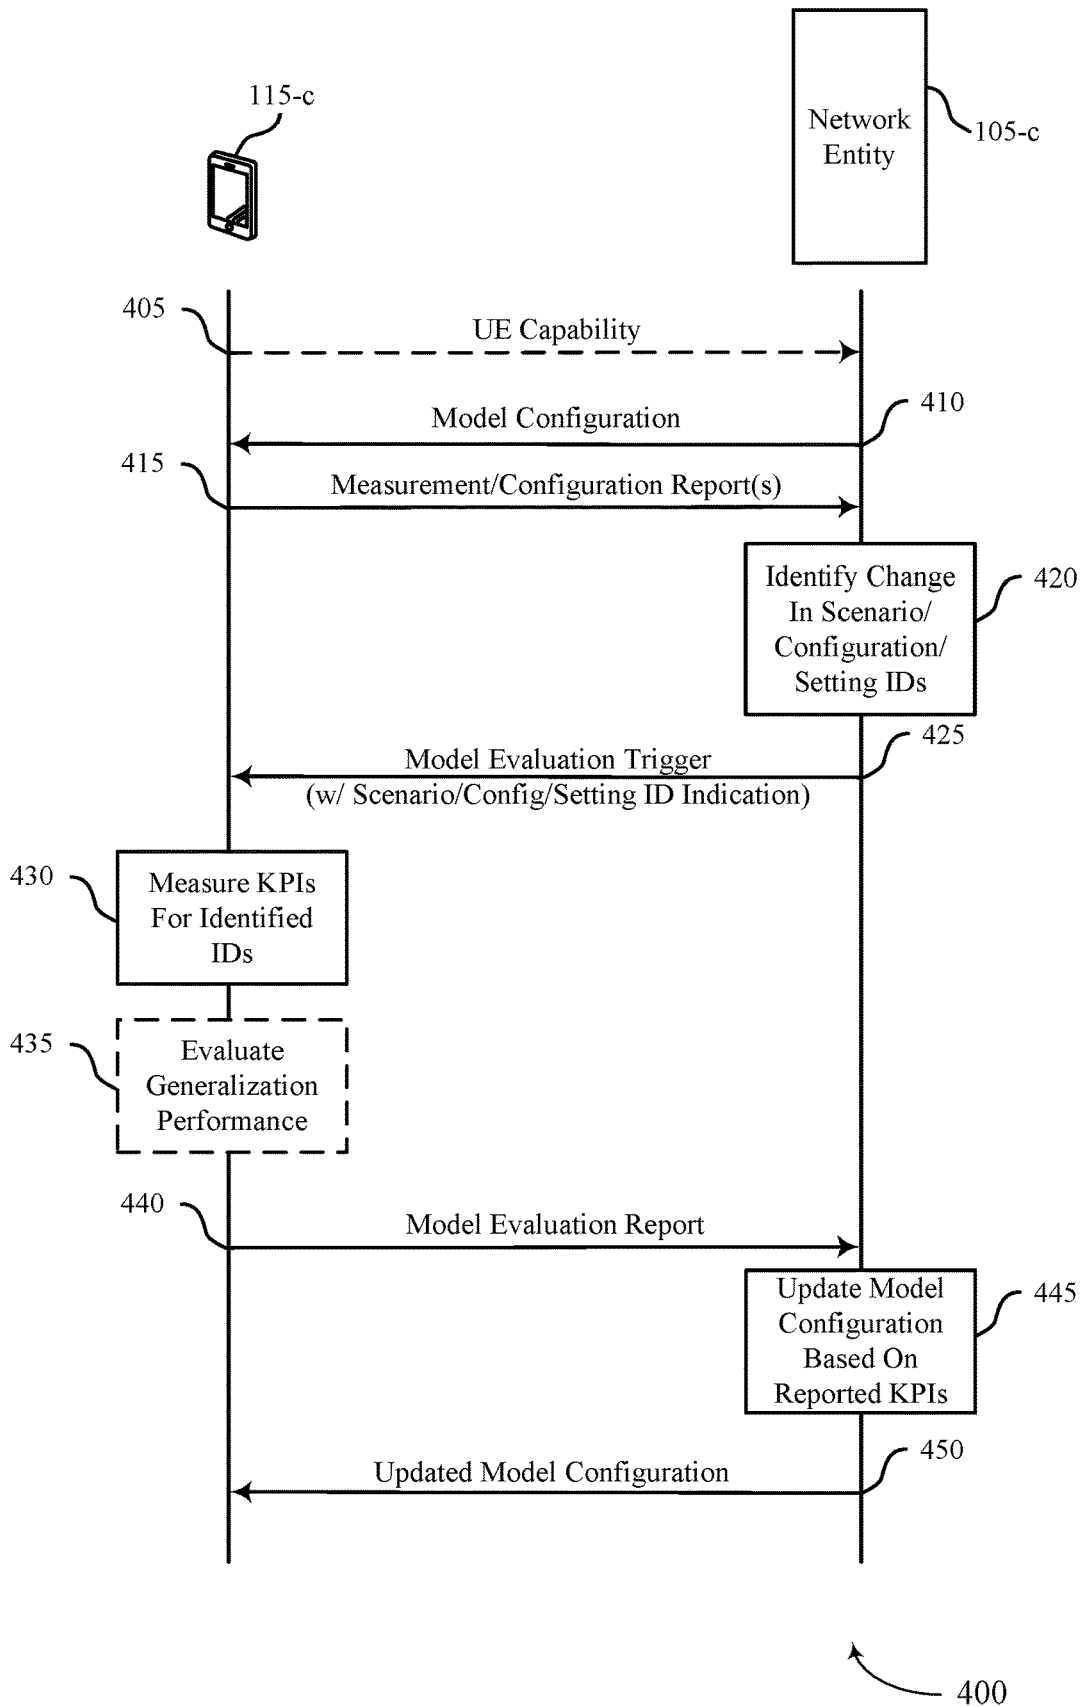 115-c
Network
Entity
105-c
405
UE Capability
410
Model Configuration
415
Measurement/Configuration Report(s)
Identify Change
In Scenario/
Configuration/
Setting IDs
420
425
Model Evaluation Trigger
(w/ Scenario/Config/Setting ID Indication)
430
Measure KPIs
For Identified
IDs
435
Evaluate
Generalization
Performance
440
Model Evaluation Report
Update Model
Configuration
Based On
Reported KPIs
445
450
Updated Model Configuration
400